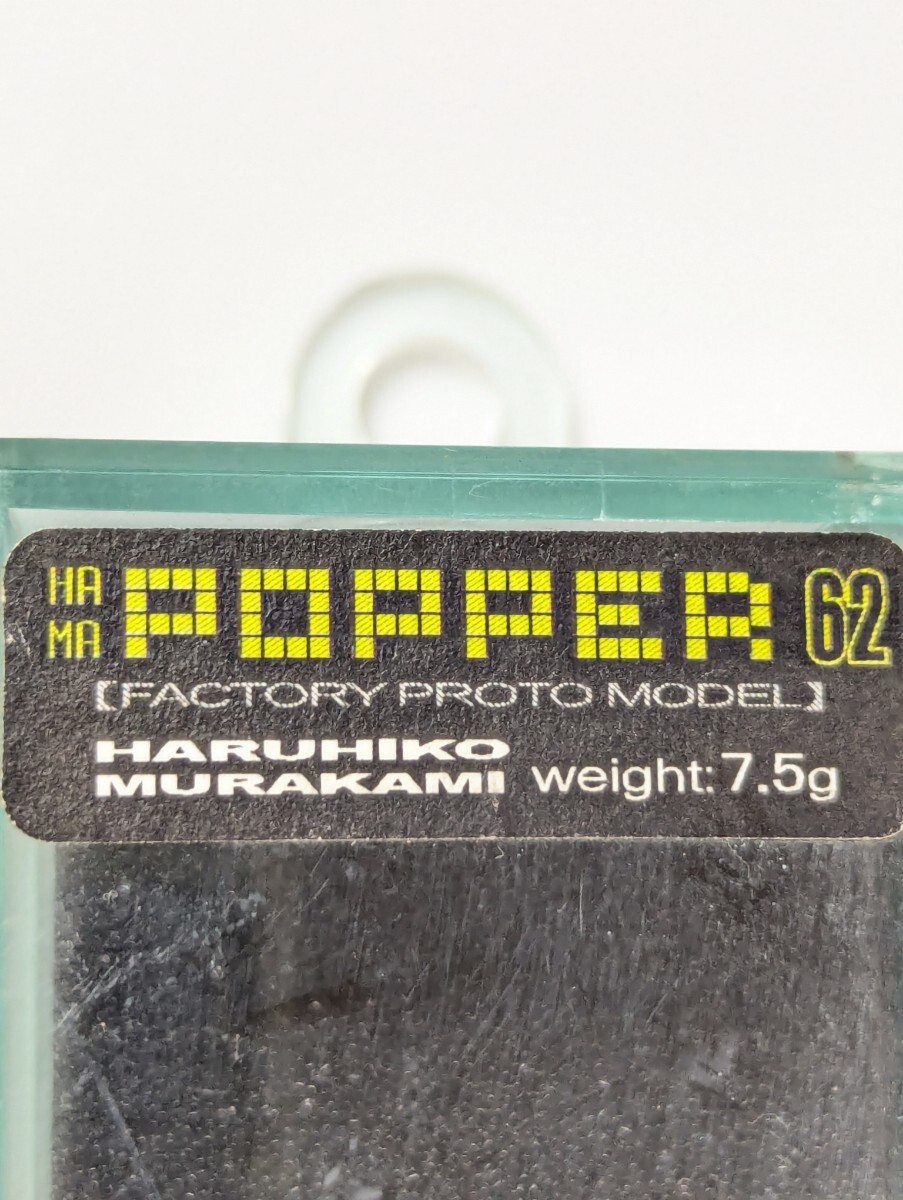 HA
MA
POPPER 62
【FACTORY PROTO MODEL】
HARUHIKO
MURAKAMI weight: 7.5g